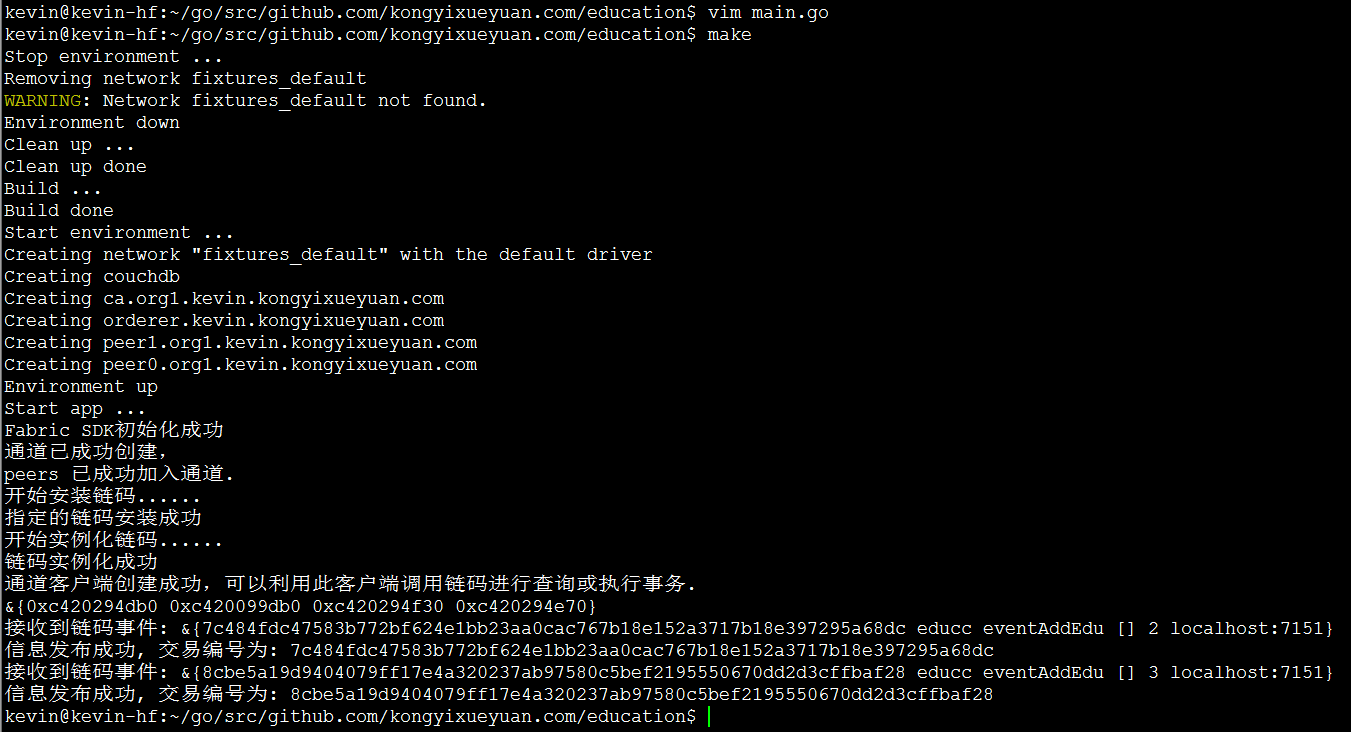 kevin@kevin-hf:~/go/src/github.com/kongyixueyuan.com/education$ vim main.go
kevin@kevin-hf:~/go/src/github.com/kongyixueyuan.com/education$ make
Stop environment ...
Removing network fixtures_default
WARNING: Network fixtures_default not found.
Environment down
Clean up ...
Clean up done
Build ...
Build done
Start environment ...
Creating network "fixtures_default" with the default driver
Creating couchdb
Creating ca.org1.kevin.kongyixueyuan.com
Creating orderer.kevin.kongyixueyuan.com
Creating peer1.org1.kevin.kongyixueyuan.com
Creating peer0.org1.kevin.kongyixueyuan.com
Environment up
Start app ...
Fabric SDK初始化成功
通道已成功创建，
peers 已成功加入通道.
开始安装链码......
指定的链码安装成功
开始实例化链码......
链码实例化成功
通道客户端创建成功，可以利用此客户端调用链码进行查询或执行事务.
&{0xc420294db0 0xc420099db0 0xc420294f30 0xc420294e70}
接收到链码事件: &{7c484fdc47583b772bf624e1bb23aa0cac767b18e152a3717b18e397295a68dc educc eventAddEdu [] 2 localhost:7151}
信息发布成功, 交易编号为: 7c484fdc47583b772bf624e1bb23aa0cac767b18e152a3717b18e397295a68dc
接收到链码事件: &{8cbe5a19d9404079ff17e4a320237ab97580c5bef2195550670dd2d3cffbaf28 educc eventAddEdu [] 3 localhost:7151}
信息发布成功, 交易编号为: 8cbe5a19d9404079ff17e4a320237ab97580c5bef2195550670dd2d3cffbaf28
kevin@kevin-hf:~/go/src/github.com/kongyixueyuan.com/education$